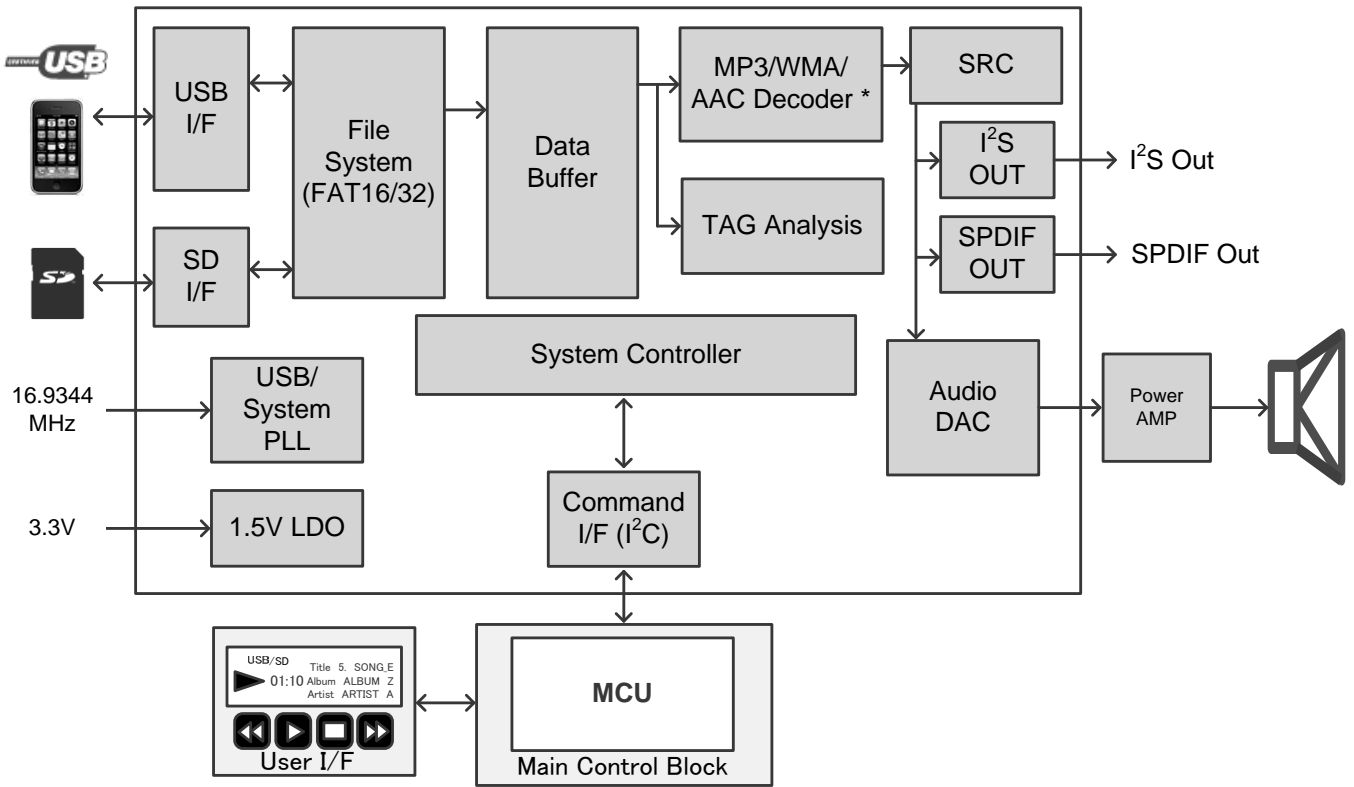 USB
USB
I/F
File
System
(FAT16/32)
Data
Buffer
MP3/WMA/
AAC Decoder *
SRC
I²S
OUT
I²S Out
TAG Analysis
SPDIF
OUT
SPDIF Out
SD
I/F
SD
System Controller
16.9344
MHz
USB/
System
PLL
Audio
DAC
Power
AMP
3.3V
1.5V LDO
Command
I/F (I²C)
USB/SD
01:10
Title 5. SONG_E
Album ALBUM Z
Artist ARTIST A
User I/F
MCU
Main Control Block